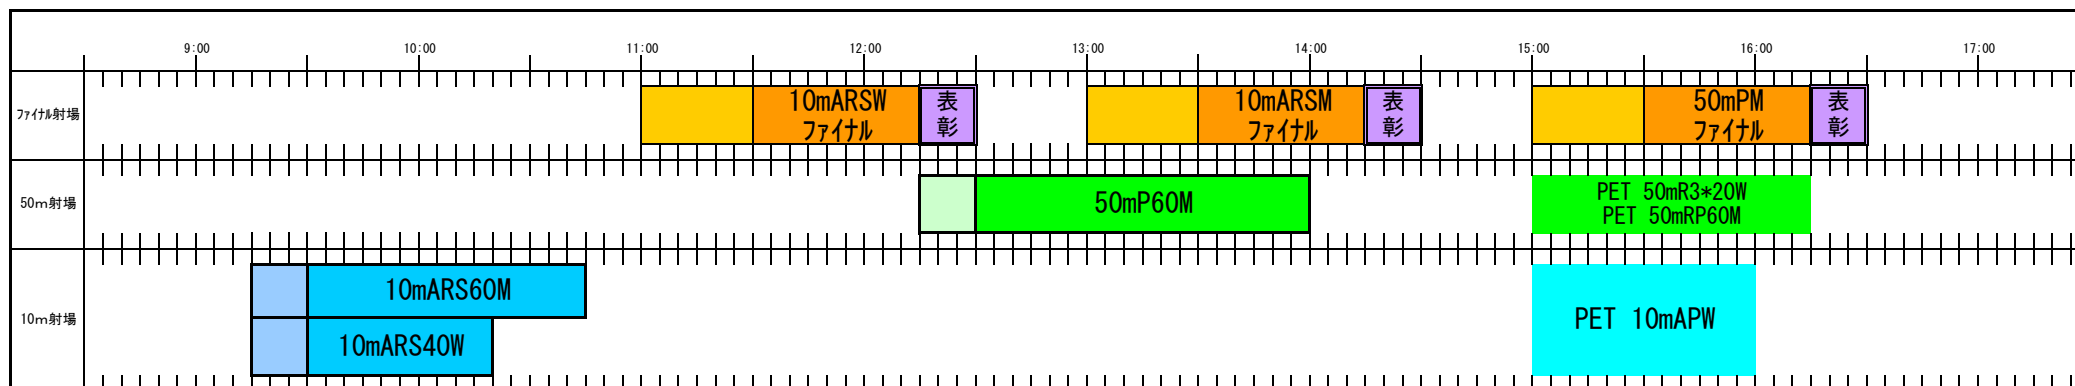 9:00 10:00 11:00 12:00 13:00 14:00 15:00 16:00 17:00
ﾌｧｲﾅﾙ射場
10mARSW
ファイナル
表
彰
10mARSM
ファイナル
表
彰
50mPM
ファイナル
表
彰
50m射場
50mP60M
PET 50mR3*20W
PET 50mRP60M
10m射場
10mARS60M
10mARS40W
PET 10mAPW